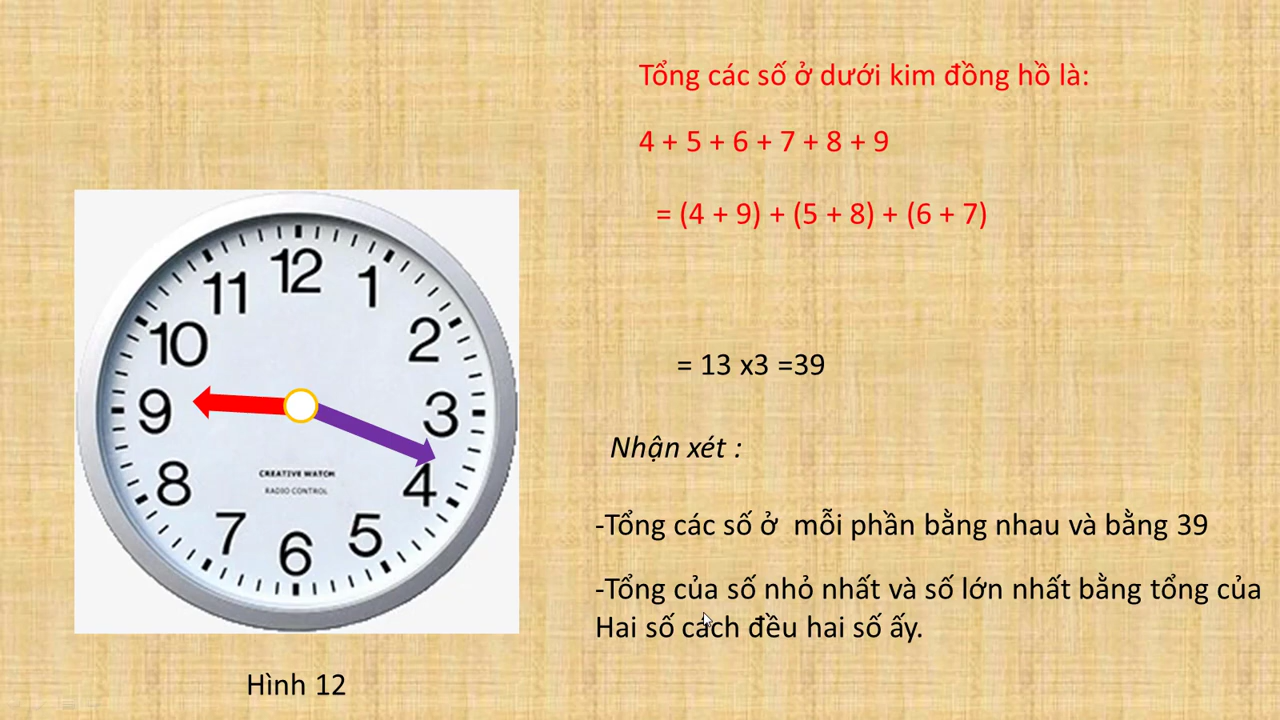 Tổng các số ở dưới kim đồng hồ là:
4 + 5 + 6 + 7 + 8 + 9
= (4 + 9) + (5 + 8) + (6 + 7)
= 13 x3 =39
Nhận xét :
-Tổng các số ở mỗi phần bằng nhau và bằng 39
-Tổng của số nhỏ nhất và số lớn nhất bằng tổng của
Hai số cách đều hai số ấy.
12
11
1
10
2
9
3
8
4
7
5
6
CREATIVE WATCH
RADIO CONTROL
Hình 12